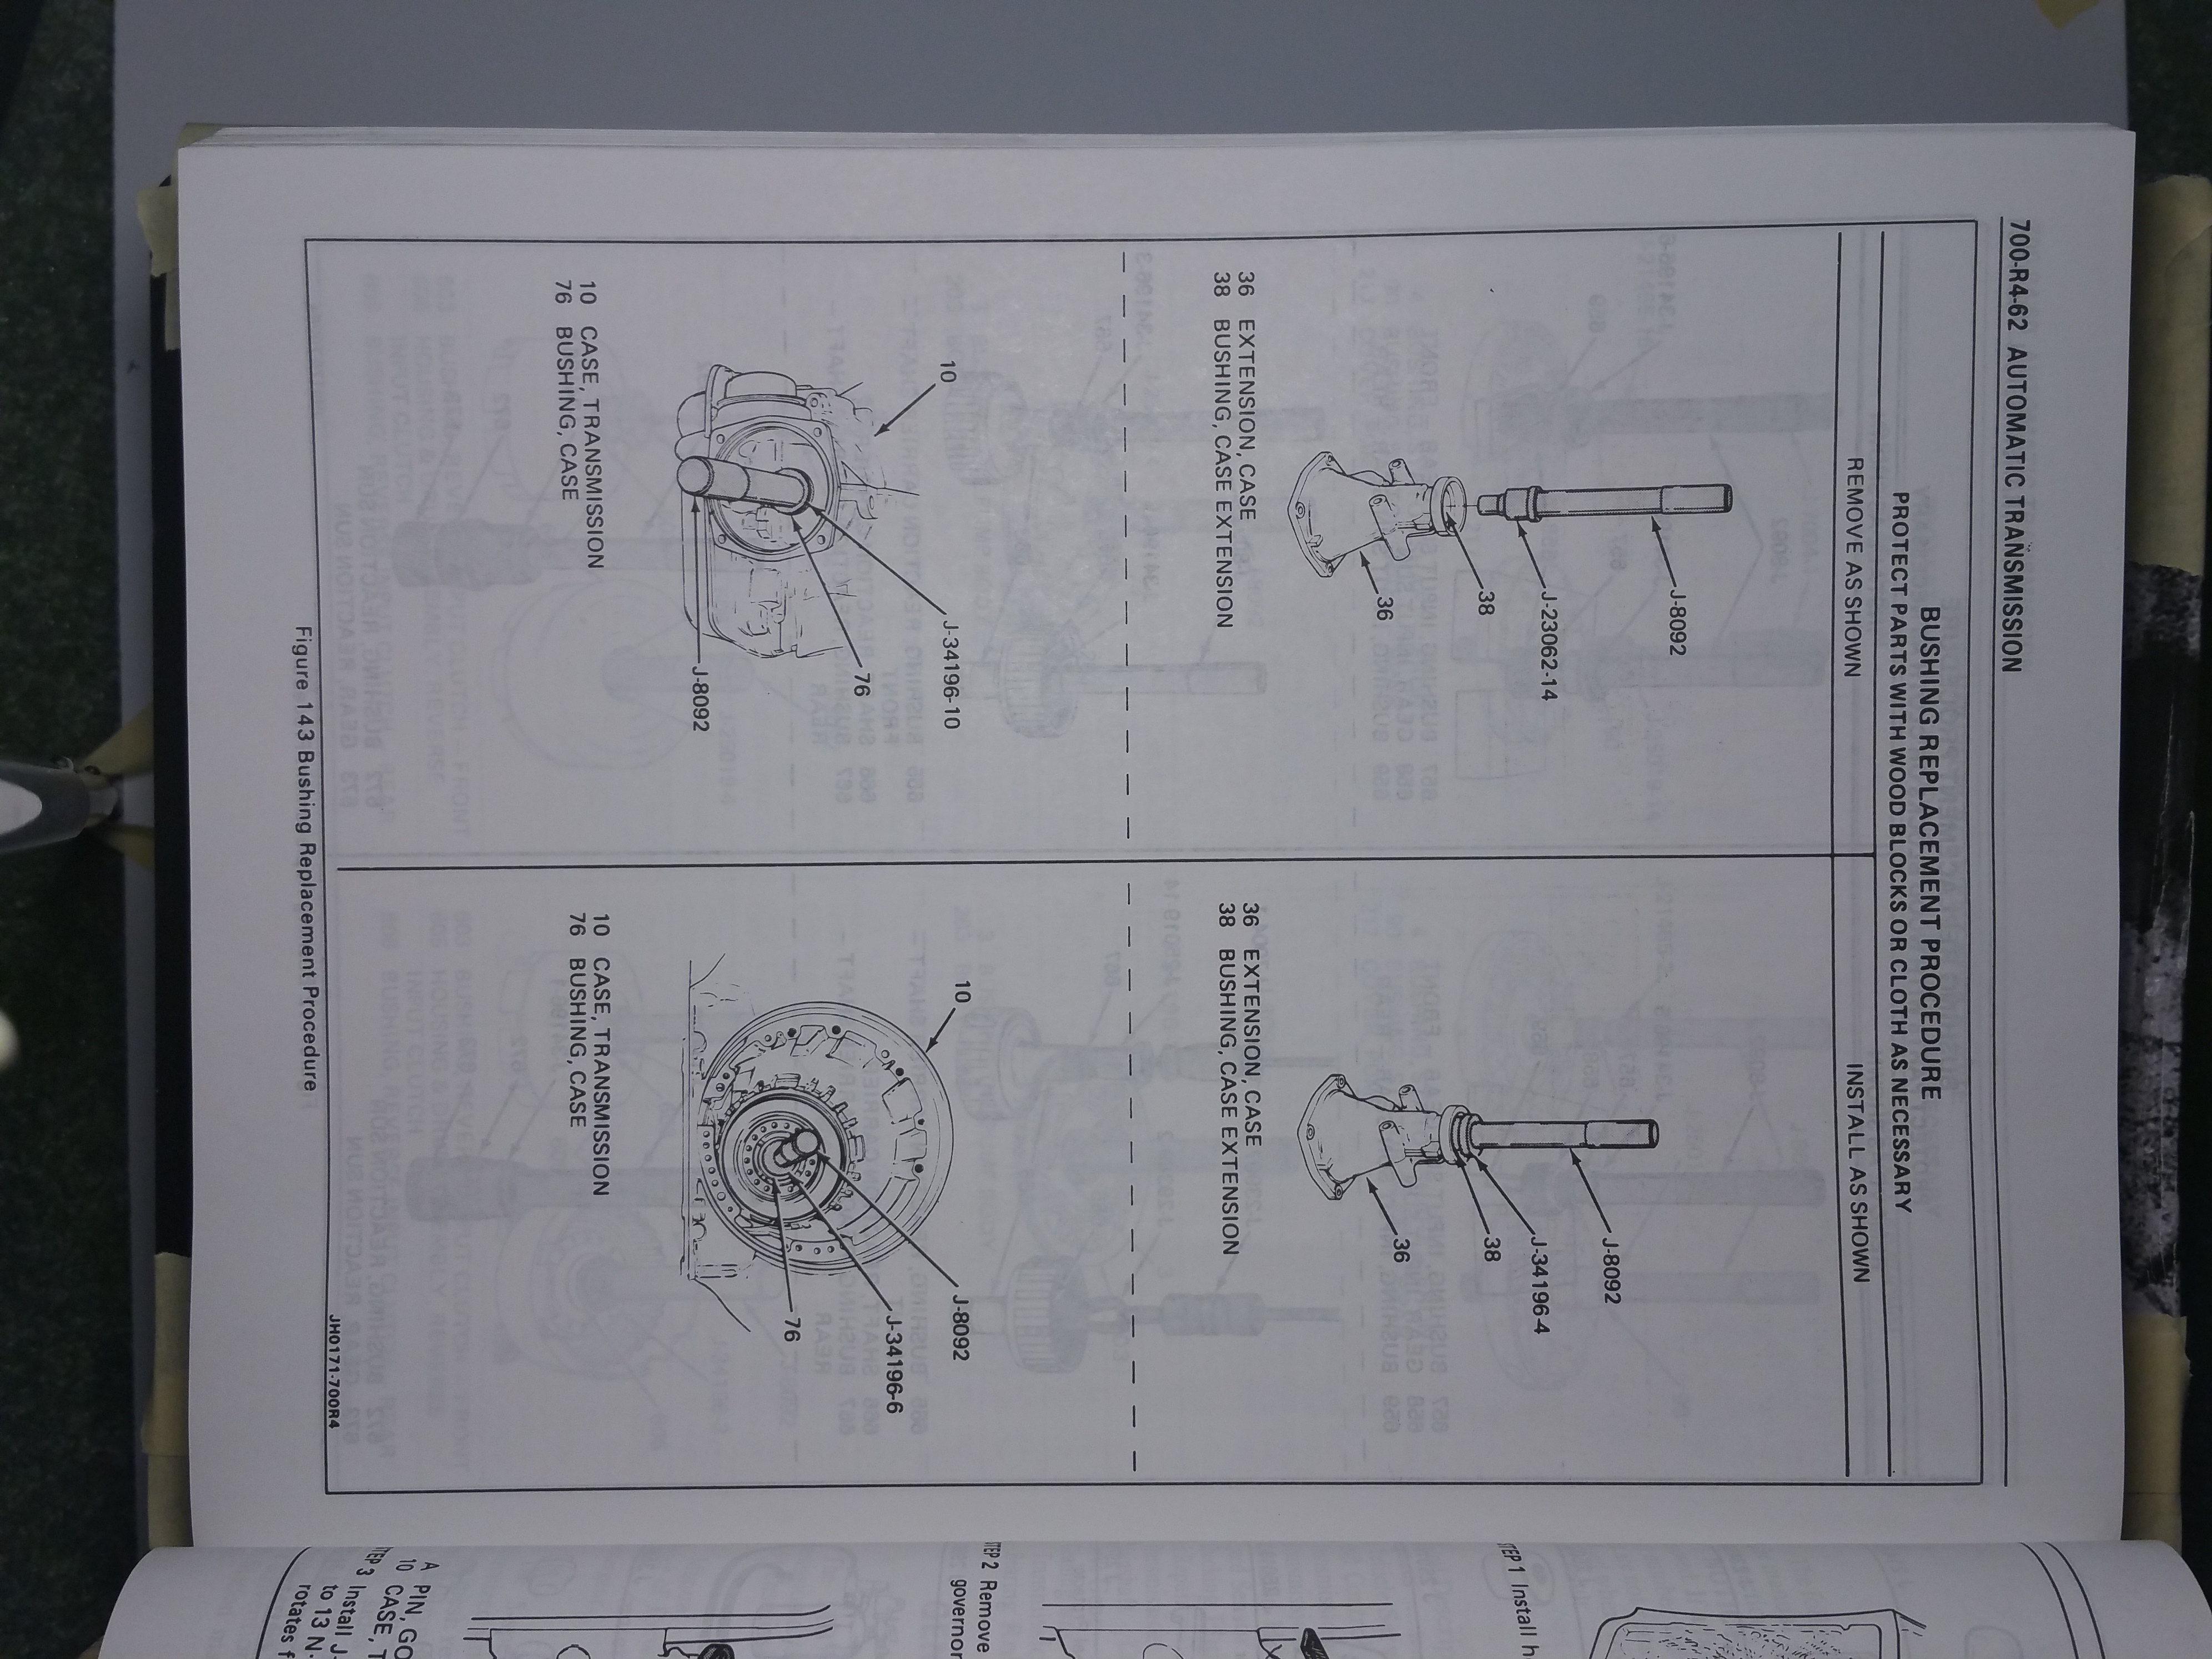 700-R4-62 AUTOMATIC TRANSMISSION
BUSHING REPLACEMENT PROCEDURE
PROTECT PARTS WITH WOOD BLOCKS OR CLOTH AS NECESSARY
REMOVE AS SHOWN
INSTALL AS SHOWN
J-8092
J-23062-14
38
36
36 EXTENSION, CASE
38 BUSHING, CASE EXTENSION
J-8092
J-34196-4
38
36
36 EXTENSION, CASE
38 BUSHING, CASE EXTENSION
10
J-34196-10
76
J-8092
10 CASE, TRANSMISSION
76 BUSHING, CASE
10
J-8092
J-34196-6
76
10 CASE, TRANSMISSION
76 BUSHING, CASE
JH0171-700R4
Figure 143 Bushing Replacement Procedure
1 Install
2 Remove
governor
A PIN, GO
10 CASE, T
3 Install J-
to 13 N·
rotates f